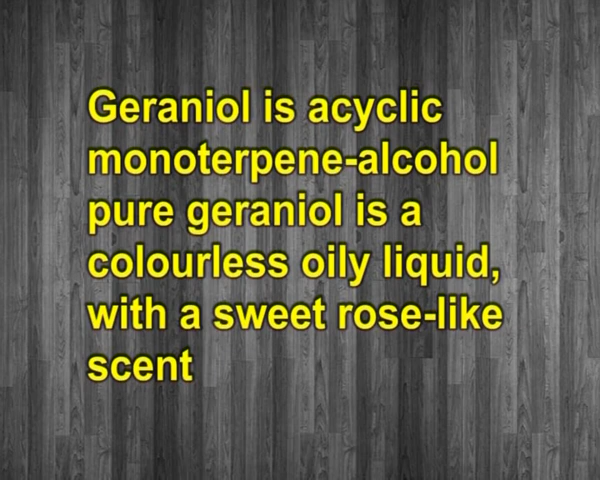 Geraniol is acyclic
monoterpene-alcohol
pure geraniol is a
colourless oily liquid,
with a sweet rose-like
scent